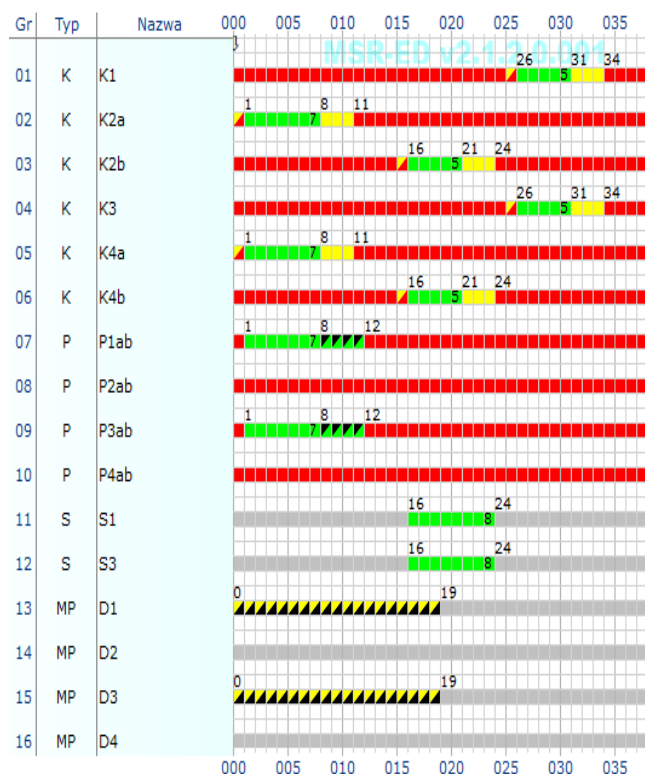 Gr Typ Nazwa 000 005 010 015 020 025 030 035
MSR-ED v2.1.2.0.001
26 31 34
01 K K1 5
1 8 11
02 K K2a 7
16 21 24
03 K K2b 5
26 31 34
04 K K3 5
1 8 11
05 K K4a 7
16 21 24
06 K K4b 5
1 8 12
07 P P1ab 7
08 P P2ab
1 8 12
09 P P3ab 7
10 P P4ab
16 24
11 S S1 8
16 24
12 S S3 8
0 19
13 MP D1
14 MP D2
0 19
15 MP D3
16 MP D4
000 005 010 015 020 025 030 035